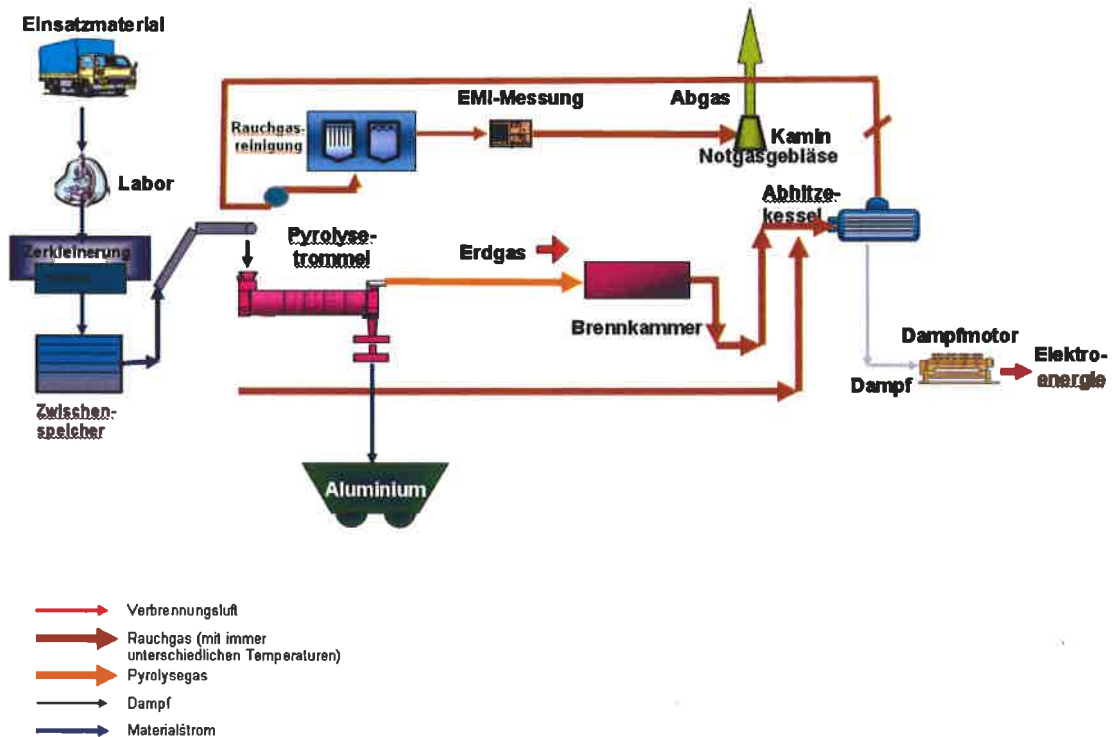 Einsatzmaterial
EMI-Messung
Abgas
Rauchgas-
reinigung
Kamin
Notgasgebläse
Labor
Abhitze-
kessel
Zerkleinerung
Pyrolyse-
trommel
Erdgas
Brennkammer
Dampfmotor
Elektro-
energie
Dampf
Zwischen-
speicher
Aluminium
Verbrennungsluft
Rauchgas (mit immer
unterschiedlichen Temperaturen)
Pyrolysegas
Dampf
Materialstrom